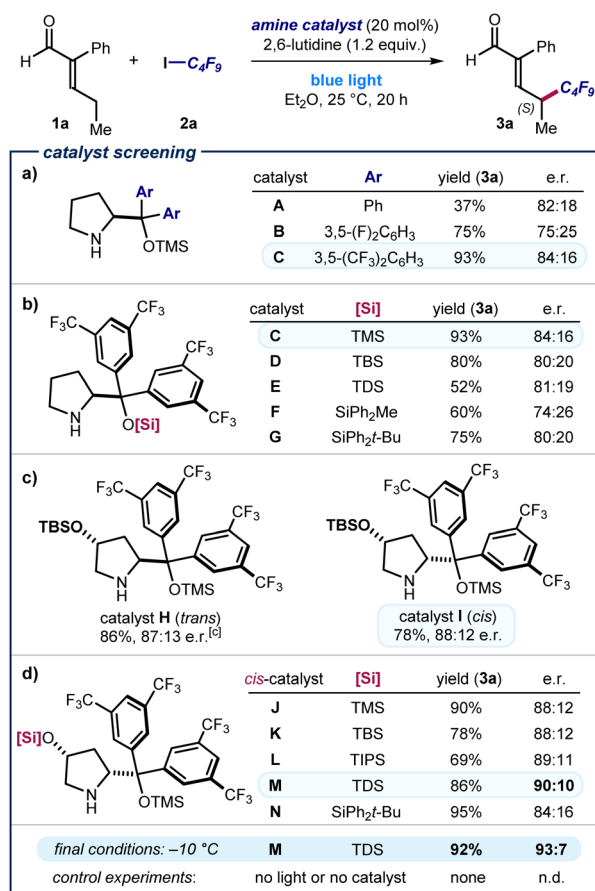 O
H
Ph
Me
1a
+
I—C4F9
2a
amine catalyst (20 mol%)
2,6-lutidine (1.2 equiv.)
blue light
Et2O, 25 °C, 20 h
O
H
Ph
C4F9
(S)
Me
3a
catalyst screening
a)
Ar
Ar
NH
OTMS
catalyst Ar yield (3a) e.r.
A Ph 37% 82:18
B 3,5-(F)2C6H3 75% 75:25
C 3,5-(CF3)2C6H3 93% 84:16
b)
CF3
F3C
CF3
CF3
NH
O[Si]
catalyst [Si] yield (3a) e.r.
C TMS 93% 84:16
D TBS 80% 80:20
E TDS 52% 81:19
F SiPh2Me 60% 74:26
G SiPh2t-Bu 75% 80:20
c)
CF3
F3C
TBSO
CF3
CF3
NH
OTMS
catalyst H (trans)
86%, 87:13 e.r.[c]
CF3
F3C
TBSO
CF3
CF3
NH
OTMS
catalyst I (cis)
78%, 88:12 e.r.
d)
CF3
F3C
[Si]O
CF3
CF3
NH
OTMS
cis-catalyst [Si] yield (3a) e.r.
J TMS 90% 88:12
K TBS 78% 88:12
L TIPS 69% 89:11
M TDS 86% 90:10
N SiPh2t-Bu 95% 84:16
final conditions: –10 °C M TDS 92% 93:7
control experiments: no light or no catalyst none n.d.